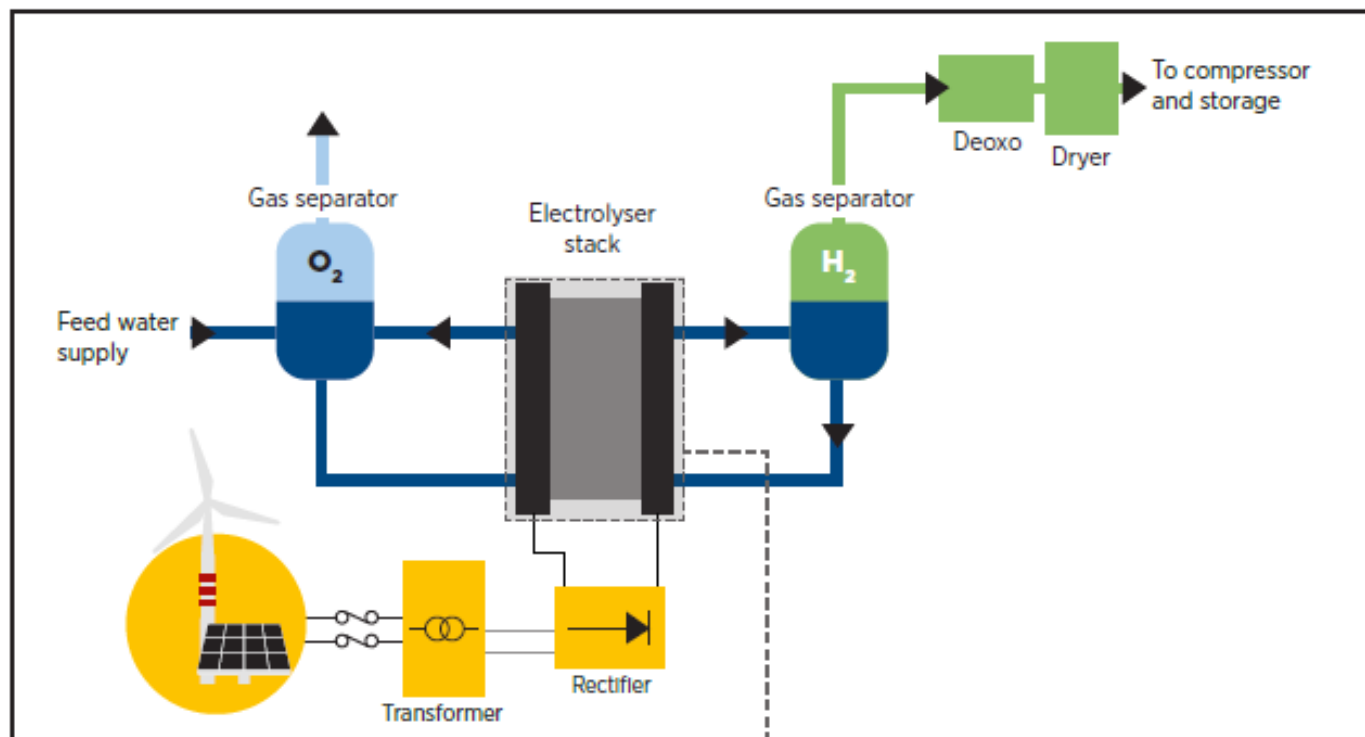 To compressor
and storage
Deoxo
Dryer
Gas separator
Electrolyser
stack
Gas separator
O₂
H₂
Feed water
supply
Rectifier
Transformer